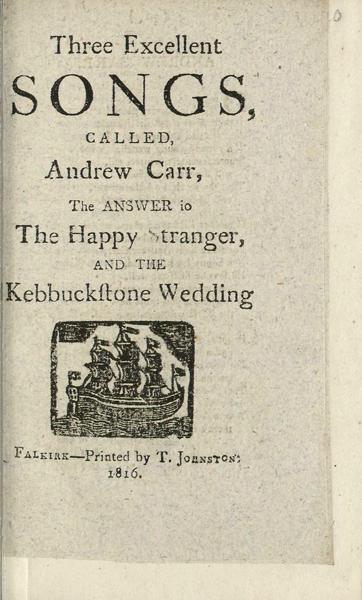 Three Excellent
SONGS,
CALLED,
Andrew Carr,
The ANSWER io
The Happy Stranger,
AND THE
Kebbuckſtone Wedding
FALKIRK—Printed by T. JOHNSTON:
1816.